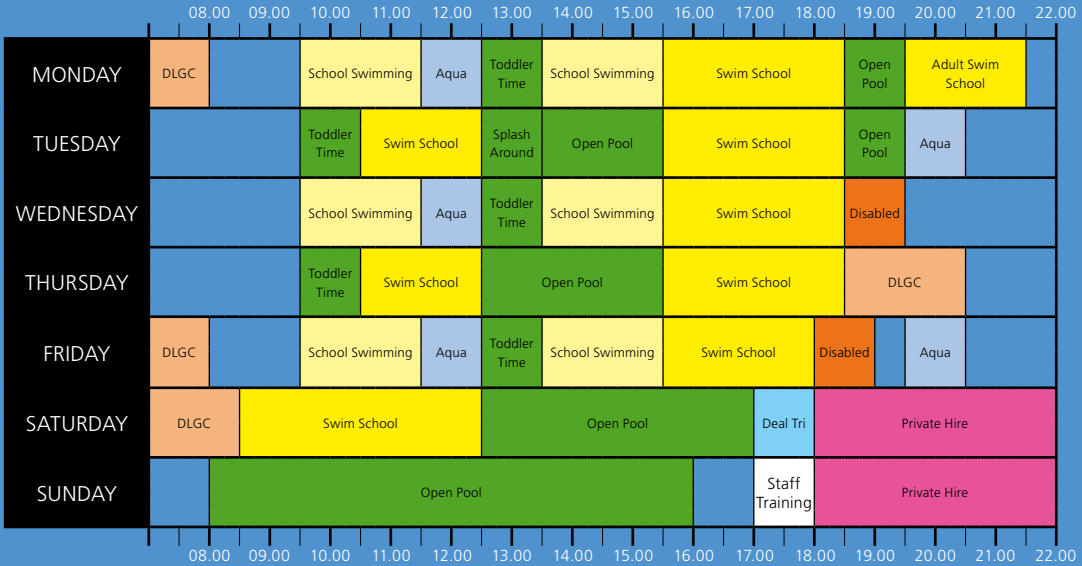 08.00 09.00 10.00 11.00 12.00 13.00 14.00 15.00 16.00 17.00 18.00 19.00 20.00 21.00 22.00
MONDAY
DLGC
School Swimming
Aqua
Toddler
Time
School Swimming
Swim School
Open
Pool
Adult Swim
School
TUESDAY
Toddler
Time
Swim School
Splash
Around
Open Pool
Swim School
Open
Pool
Aqua
WEDNESDAY
School Swimming
Aqua
Toddler
Time
School Swimming
Swim School
Disabled
THURSDAY
Toddler
Time
Swim School
Open Pool
Swim School
DLGC
FRIDAY
DLGC
School Swimming
Aqua
Toddler
Time
School Swimming
Swim School
Disabled
Aqua
SATURDAY
DLGC
Swim School
Open Pool
Deal Tri
Private Hire
SUNDAY
Open Pool
Staff
Training
Private Hire
08.00 09.00 10.00 11.00 12.00 13.00 14.00 15.00 16.00 17.00 18.00 19.00 20.00 21.00 22.00